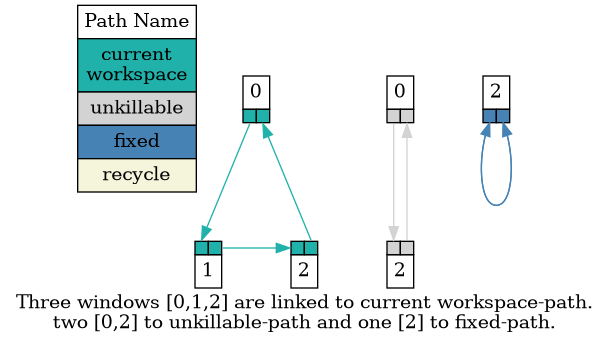 Path Name
current
workspace
unkillable
fixed
recycle
0
0
2
1
2
2
Three windows [0,1,2] are linked to current workspace-path.
two [0,2] to unkillable-path and one [2] to fixed-path.